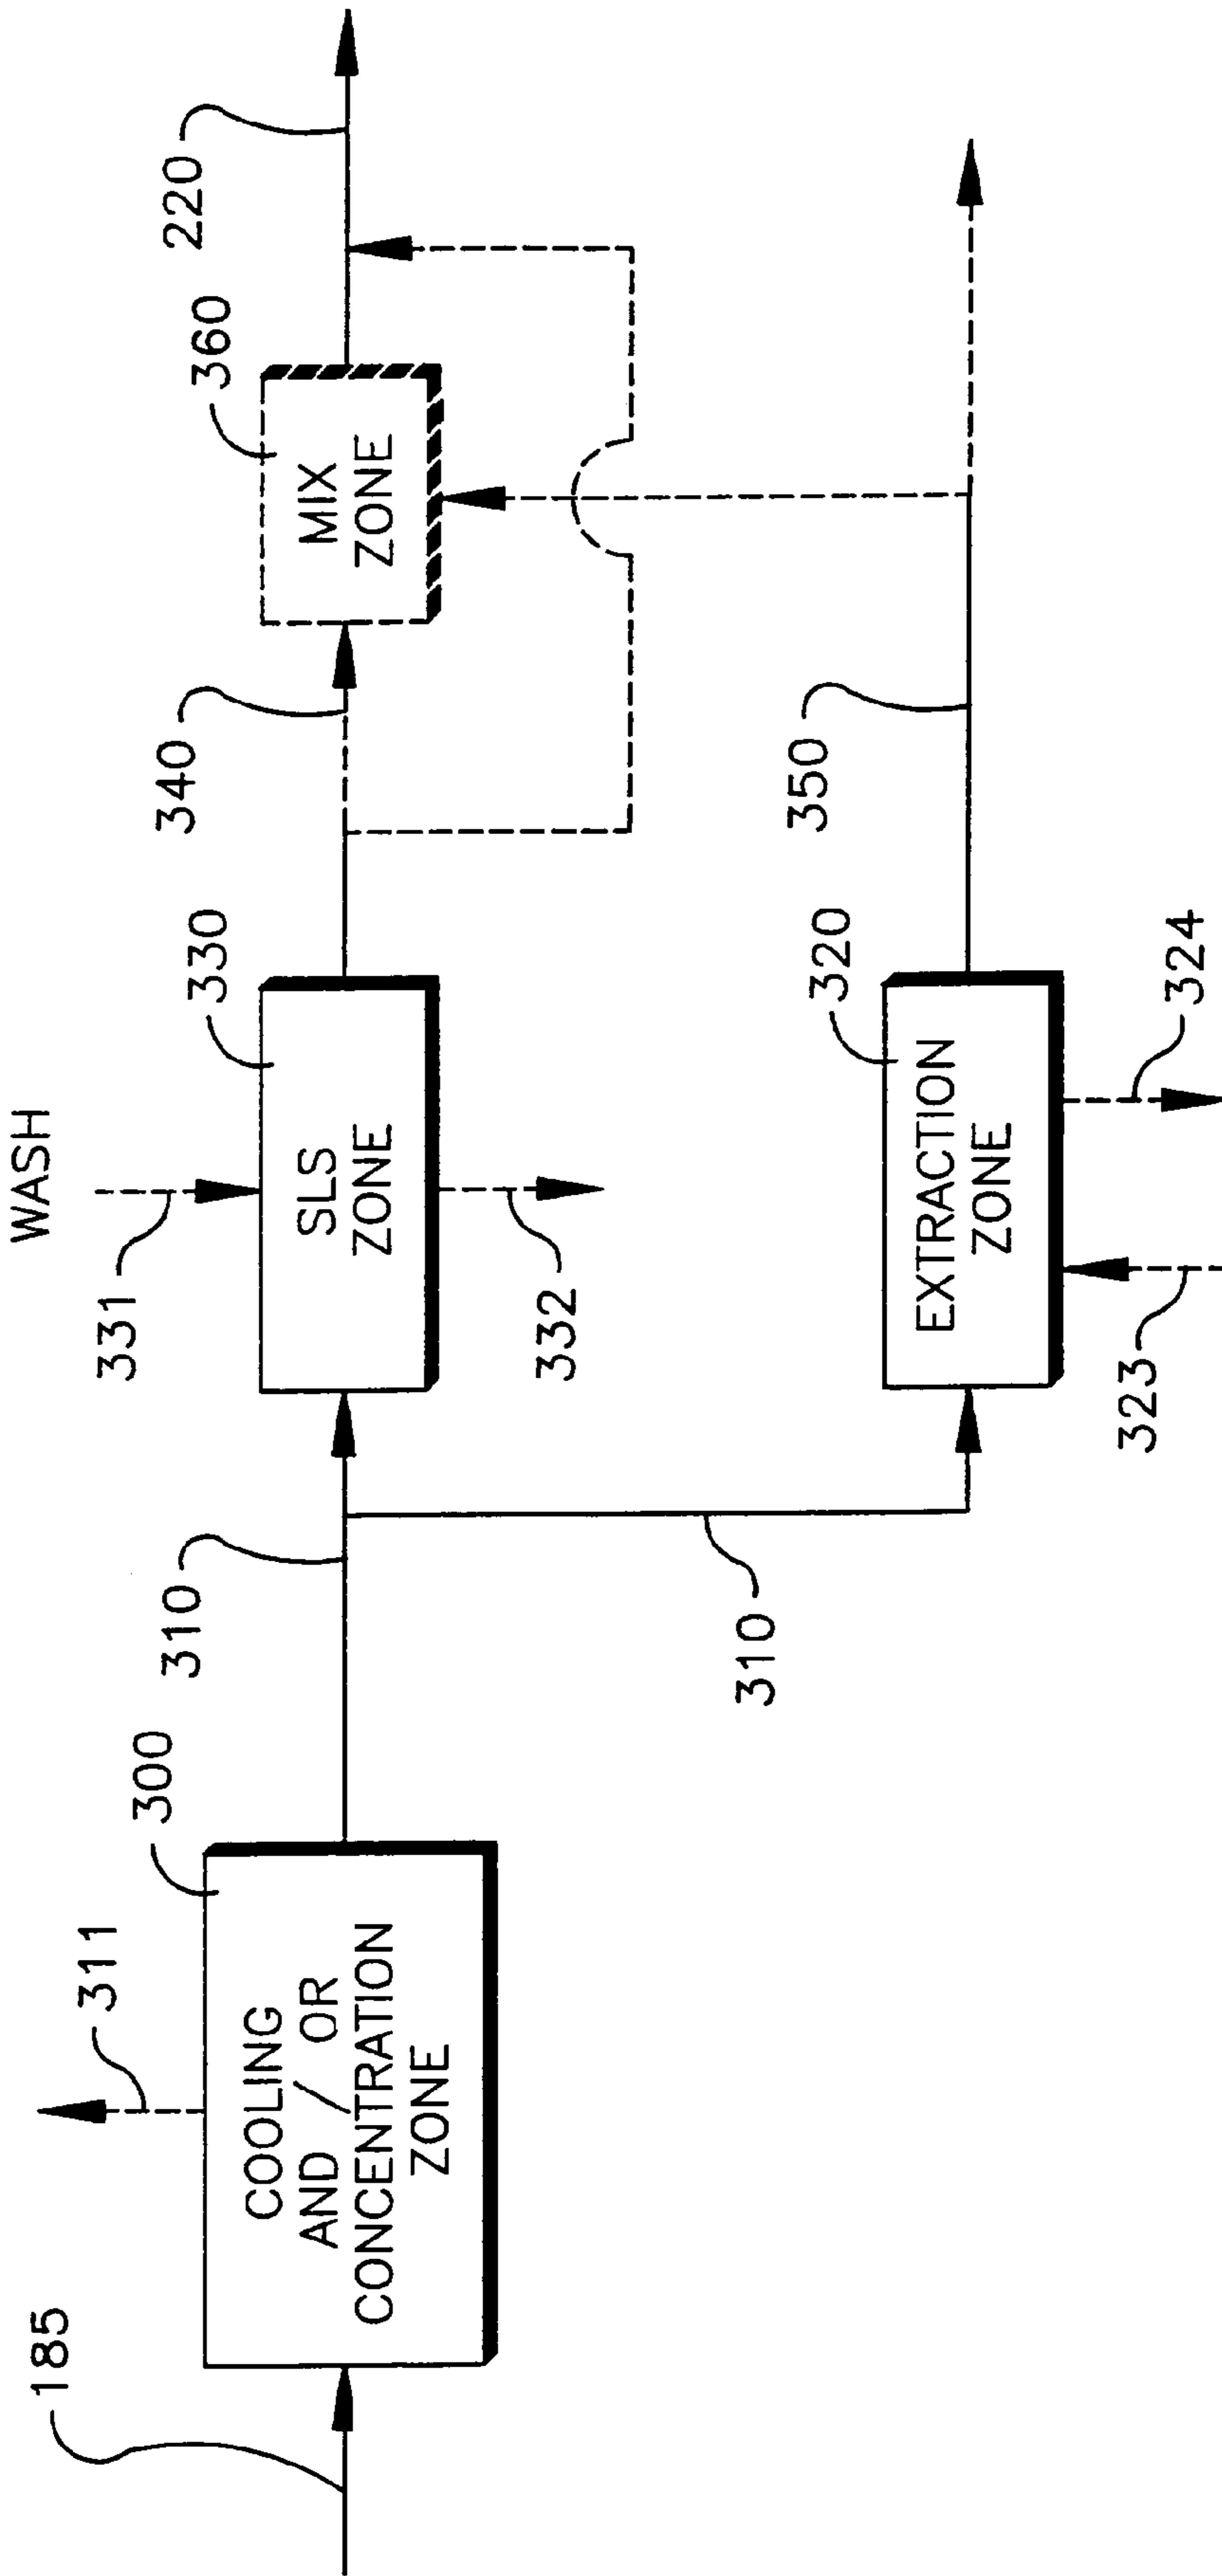 WASH
185
311
300
COOLING
AND / OR
CONCENTRATION
ZONE
310
310
331
330
SLS
ZONE
332
340
360
MIX
ZONE
220
320
EXTRACTION
ZONE
323
324
350